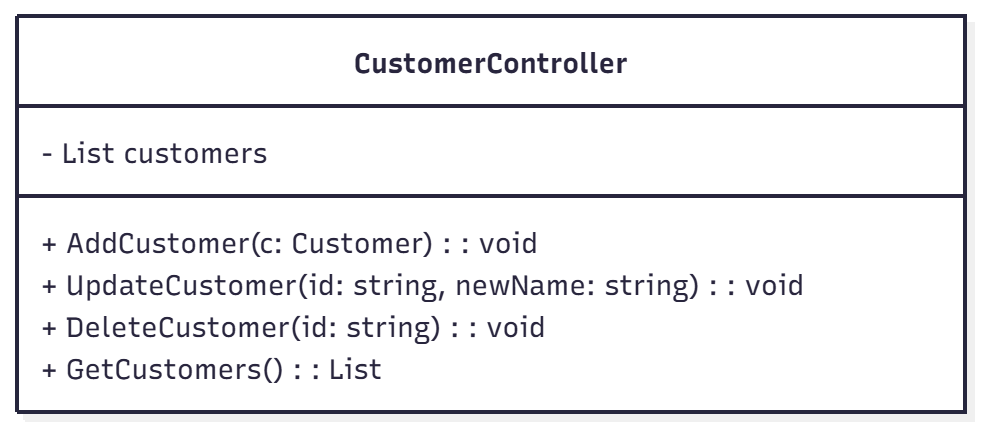 CustomerController
- List customers
+ AddCustomer(c: Customer) : : void
+ UpdateCustomer(id: string, newName: string) : : void
+ DeleteCustomer(id: string) : : void
+ GetCustomers() : : List